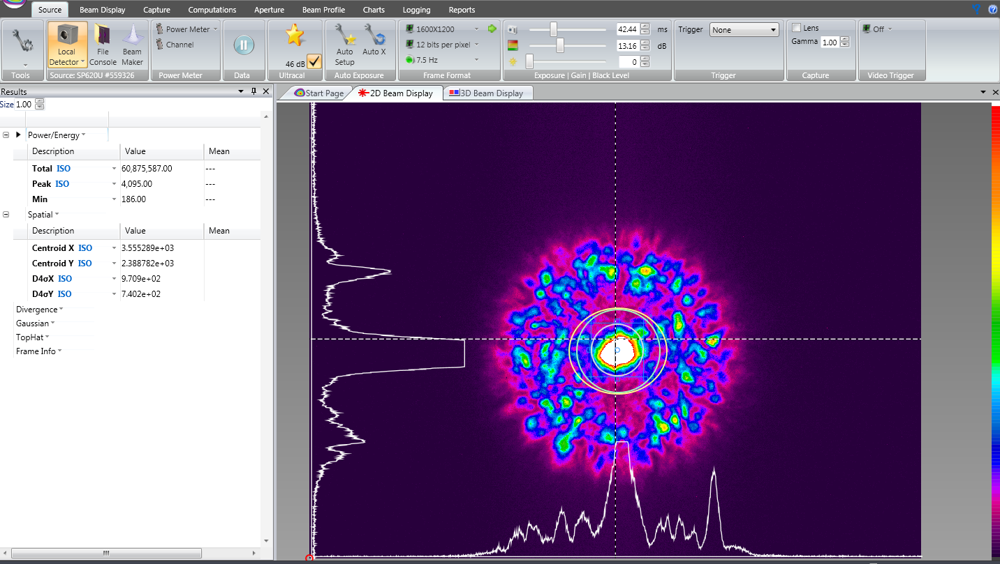 Source Beam Display Capture Computations Aperture Beam Profile Charts Logging Reports
Tools
Local Detector
File Console
Beam Maker
Source: SP620U #559326
Power Meter
Channel
Power Meter
Data
46 dB
Ultracal
Auto Setup
Auto X
Auto Exposure
1600X1200
12 bits per pixel
7.5 Hz
Frame Format
42.44 ms
13.16 dB
0
Exposure | Gain | Black Level
Trigger None
Trigger
Lens
Gamma 1.00
Capture
Off
Video Trigger
Results
Size 1.00
Power/Energy
Description Value Mean
Total ISO 60,875,587.00 ---
Peak ISO 4,095.00 ---
Min 186.00 ---
Spatial
Description Value Mean
Centroid X ISO 3.555289e+03
Centroid Y ISO 2.388782e+03
D4σX ISO 9.709e+02
D4σY ISO 7.402e+02
Divergence
Gaussian
TopHat
Frame Info
Start Page 2D Beam Display 3D Beam Display